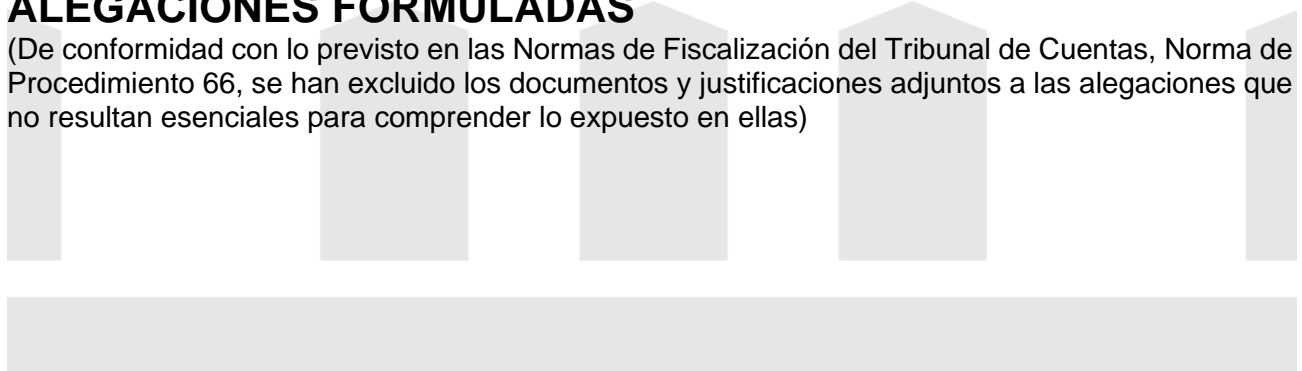 ALEGACIONES FORMULADAS
(De conformidad con lo previsto en las Normas de Fiscalización del Tribunal de Cuentas, Norma de
Procedimiento 66, se han excluido los documentos y justificaciones adjuntos a las alegaciones que
no resultan esenciales para comprender lo expuesto en ellas)